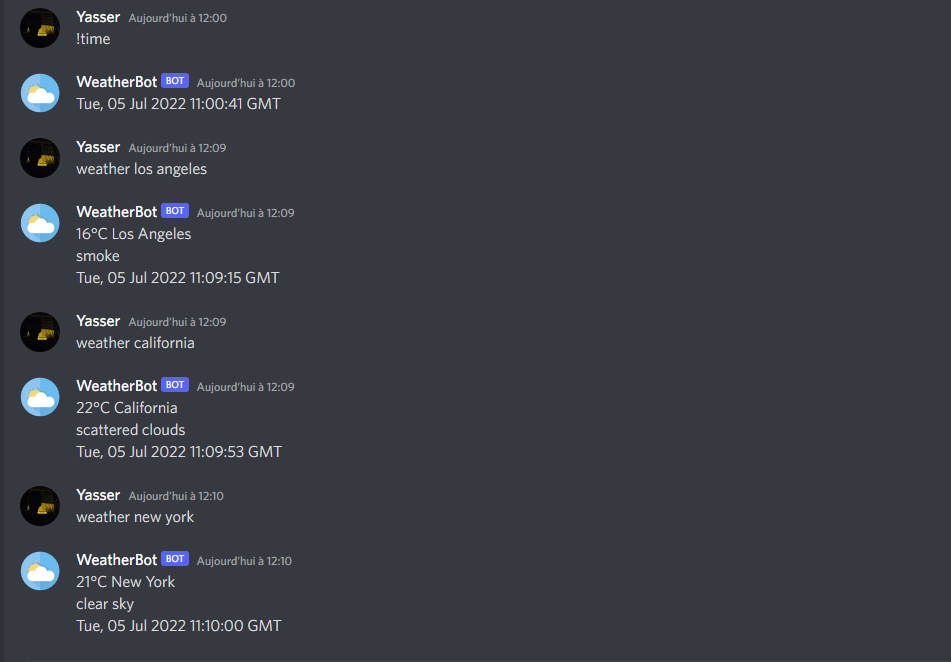 Yasser Aujourd'hui à 12:00
!time
WeatherBot BOT Aujourd'hui à 12:00
Tue, 05 Jul 2022 11:00:41 GMT
Yasser Aujourd'hui à 12:09
weather los angeles
WeatherBot BOT Aujourd'hui à 12:09
16°C Los Angeles
smoke
Tue, 05 Jul 2022 11:09:15 GMT
Yasser Aujourd'hui à 12:09
weather california
WeatherBot BOT Aujourd'hui à 12:09
22°C California
scattered clouds
Tue, 05 Jul 2022 11:09:53 GMT
Yasser Aujourd'hui à 12:10
weather new york
WeatherBot BOT Aujourd'hui à 12:10
21°C New York
clear sky
Tue, 05 Jul 2022 11:10:00 GMT